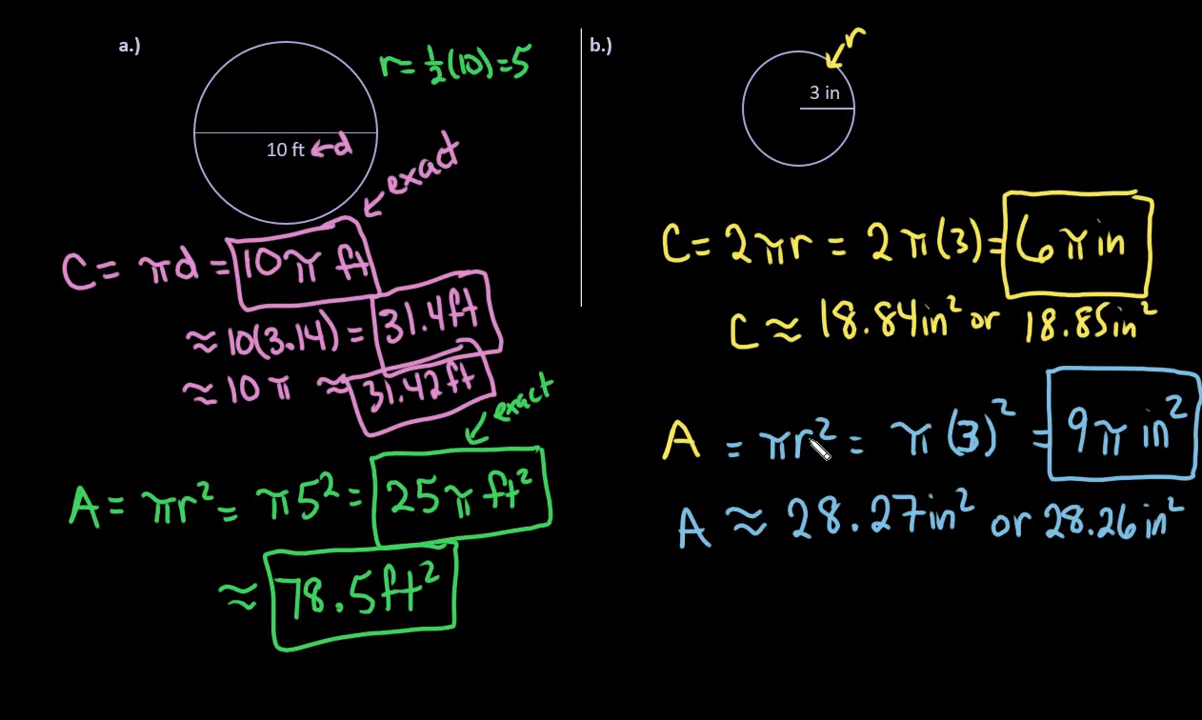 a.)
r = 1/2(10) = 5
10 ft ← d
exact
C = πd = 10π ft
≈ 10(3.14) = 31.4ft
≈ 10 π ≈ 31.42ft
exact
A = πr² = π5² = 25π ft²
≈ 78.5ft²
b.)
r
3 in
C = 2πr = 2π(3) = 6π in
C ≈ 18.84in² or 18.85in²
A = πr² = π(3)² = 9π in²
A ≈ 28.27in² or 28.26in²